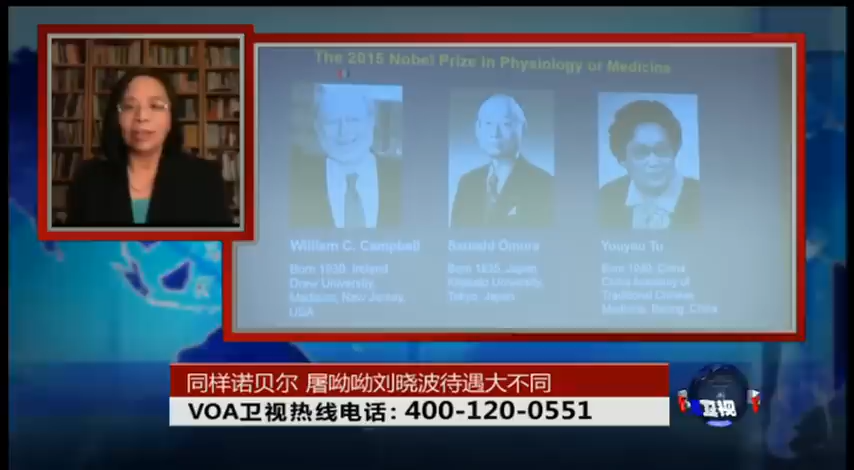 The 2015 Nobel Prize in Physiology or Medicine
William C. Campbell
Born 1930, Ireland
Drew University,
Madison, New Jersey,
USA
Satoshi Omura
Born 1935, Japan
Kitasato University,
Tokyo, Japan
Youyou Tu
Born 1930, China
China Academy of
Traditional Chinese
Medicine, Beijing, China
同样诺贝尔 屠呦呦刘晓波待遇大不同
VOA卫视热线电话：400-120-0551
卫视